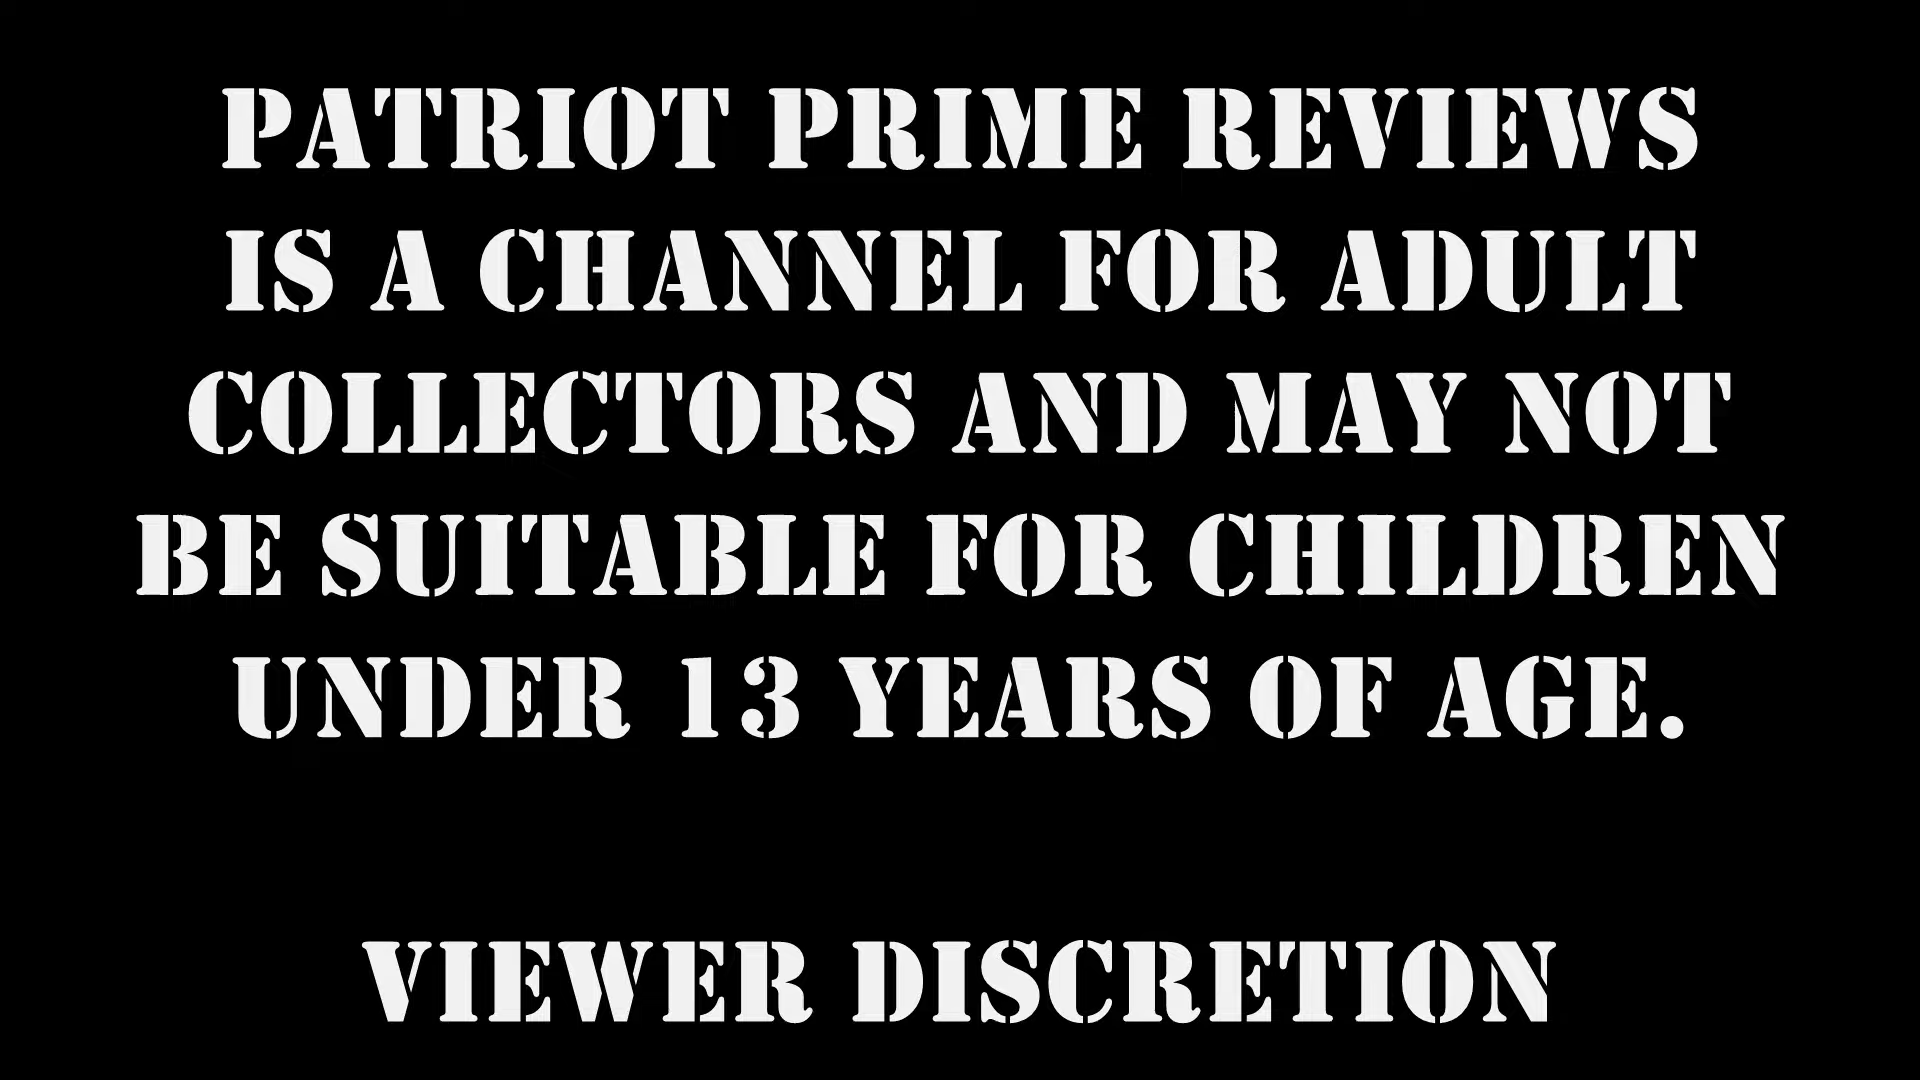 PATRIOT PRIME REVIEWS
IS A CHANNEL FOR ADULT
COLLECTORS AND MAY NOT
BE SUITABLE FOR CHILDREN
UNDER 13 YEARS OF AGE.
VIEWER DISCRETION